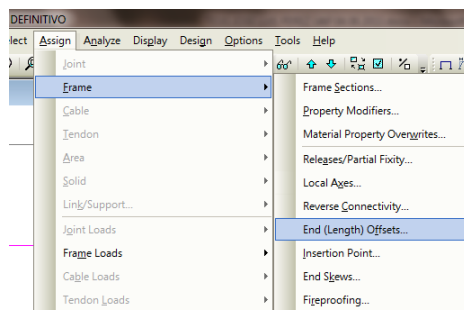 DEFINITIVO
lect Assign Analyze Display Design Options Tools Help
Joint
Frame
Cable
Tendon
Area
Solid
Link/Support...
Joint Loads
Frame Loads
Cable Loads
Tendon Loads
Frame Sections...
Property Modifiers...
Material Property Overwrites...
Releases/Partial Fixity...
Local Axes...
Reverse Connectivity...
End (Length) Offsets...
Insertion Point...
End Skews...
Fireproofing...